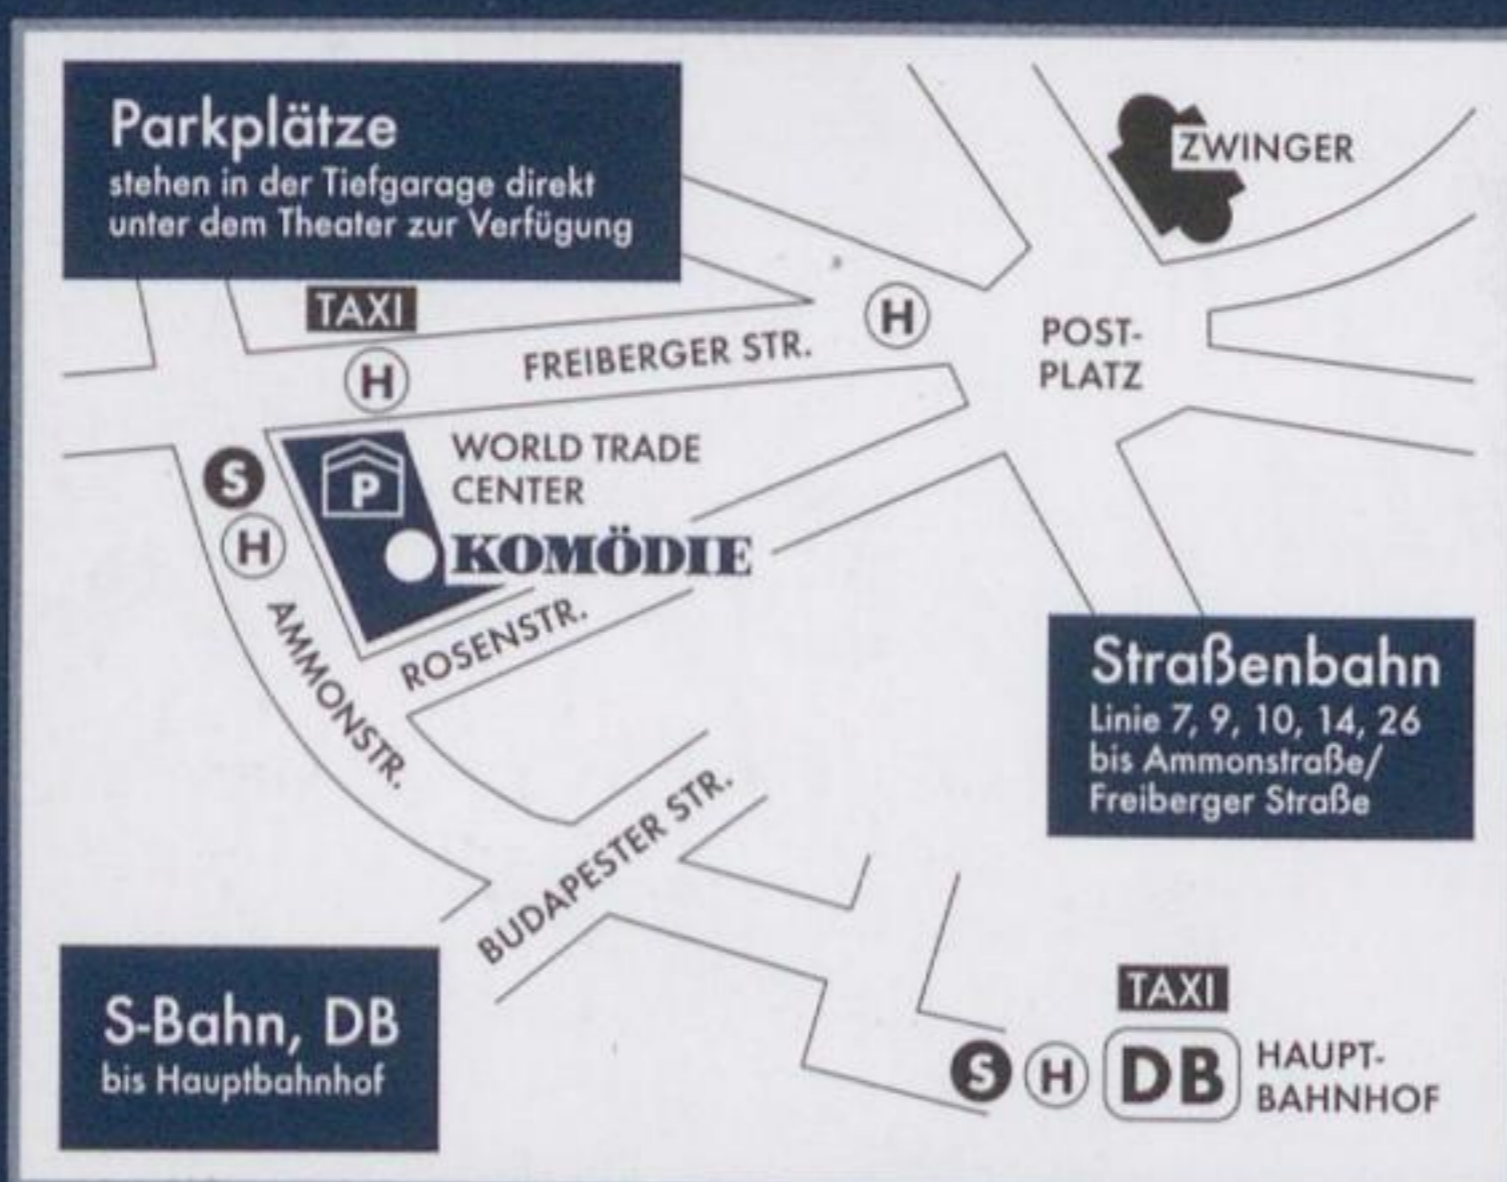 Parkplätze
stehen in der Tiefgarage direkt
unter dem Theater zur Verfügung
ZWINGER
TAXI
H
FREIBERGER STR.
H
POST-
PLATZ
S
H
P
WORLD TRADE
CENTER
KOMÖDIE
ROSENSTR.
AMMONSTR.
Straßenbahn
Linie 7, 9, 10, 14, 26
bis Ammonstraße/
Freiberger Straße
BUDAPESTER STR.
S-Bahn, DB
bis Hauptbahnhof
TAXI
S
H
DB
HAUPT-
BAHNHOF